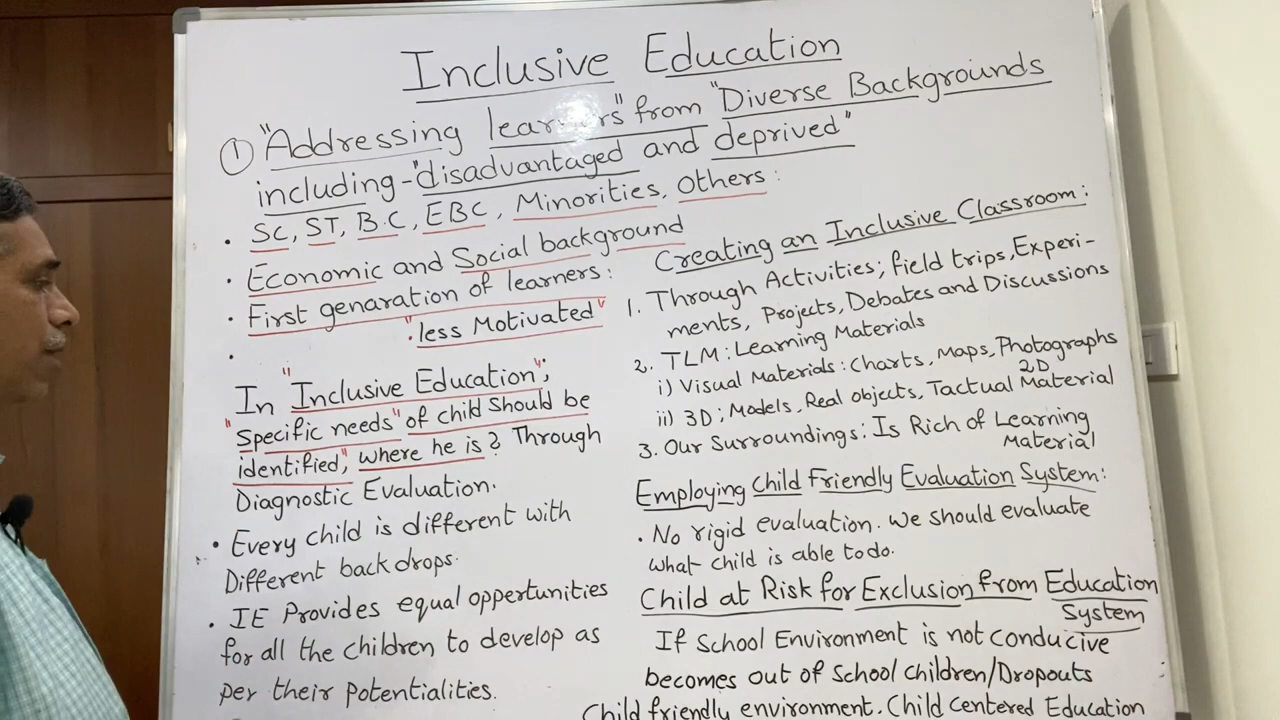 Inclusive Education
① "Addressing learners" from "Diverse Backgrounds
including-"disadvantaged and deprived"
• SC, ST, B.C, EBC, Minorities, Others:
• Economic and Social background
• First genaration of learners:
• "less Motivated"
•
In "Inclusive Education";
"Specific needs" of child should be
identified," where he is? Through
Diagnostic Evaluation.
• Every child is different with
Different back drops.
• IE Provides equal opportunities
for all the children to develop as
per their potentialities.
Creating an Inclusive Classroom:
1. Through Activities; field trips, Experi-
ments, Projects, Debates and Discussions
2. TLM: Learning Materials
i) Visual Materials: Charts, Maps, Photographs
2D
ii) 3D; Models, Real objects, Tactual Material
3. Our Surroundings: Is Rich of Learning
Material
Employing Child Friendly Evaluation System:
• No rigid evaluation. We should evaluate
what child is able to do.
Child at Risk for Exclusion from Education
System
If School Environment is not conducive
becomes out of School children/Dropouts
Child friendly environment. Child Centered Education